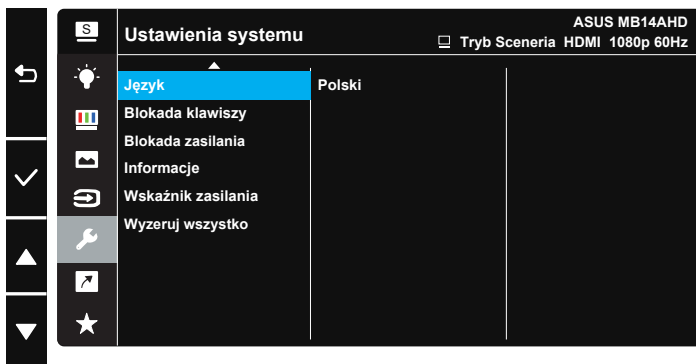 S
Ustawienia systemu
ASUS MB14AHD
Tryb Sceneria HDMI 1080p 60Hz
Język Polski
Blokada klawiszy
Blokada zasilania
Informacje
Wskaźnik zasilania
Wyzeruj wszystko